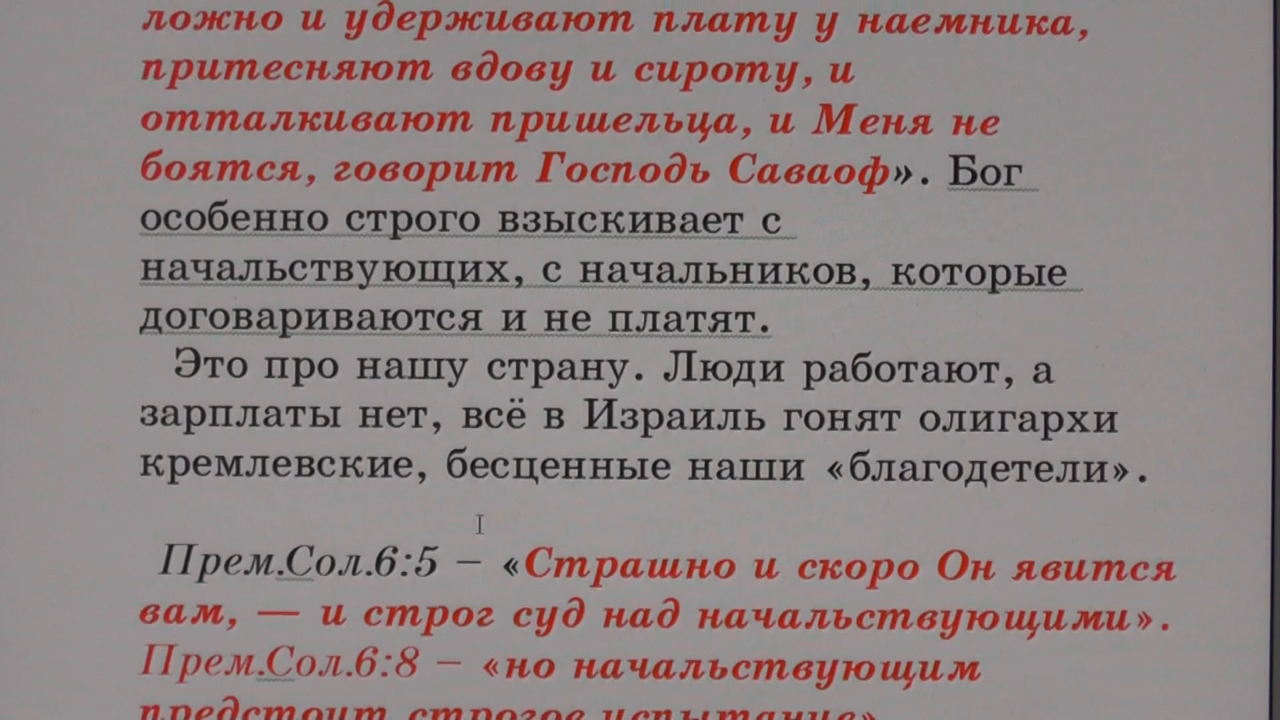 ложно и удерживают плату у наемника,
притесняют вдову и сироту, и
отталкивают пришельца, и Меня не
боятся, говорит Господь Саваоф». Бог
особенно строго взыскивает с
начальствующих, с начальников, которые
договариваются и не платят.
Это про нашу страну. Люди работают, а
зарплаты нет, всё в Израиль гонят олигархи
кремлевские, бесценные наши «благодетели».
Прем.Сол.6:5 – «Страшно и скоро Он явится
вам, — и строг суд над начальствующими».
Прем.Сол.6:8 – «но начальствующим
предстоит строгое испытание»